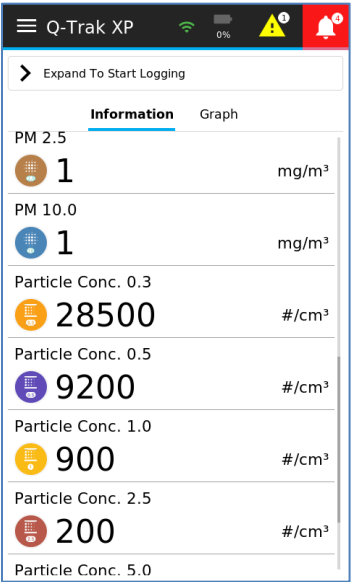 Q-Trak XP
0%
1
4
Expand To Start Logging
Information
Graph
PM 2.5
1
mg/m³
PM 10.0
1
mg/m³
Particle Conc. 0.3
28500
#/cm³
Particle Conc. 0.5
9200
#/cm³
Particle Conc. 1.0
900
#/cm³
Particle Conc. 2.5
200
#/cm³
Particle Conc. 5.0